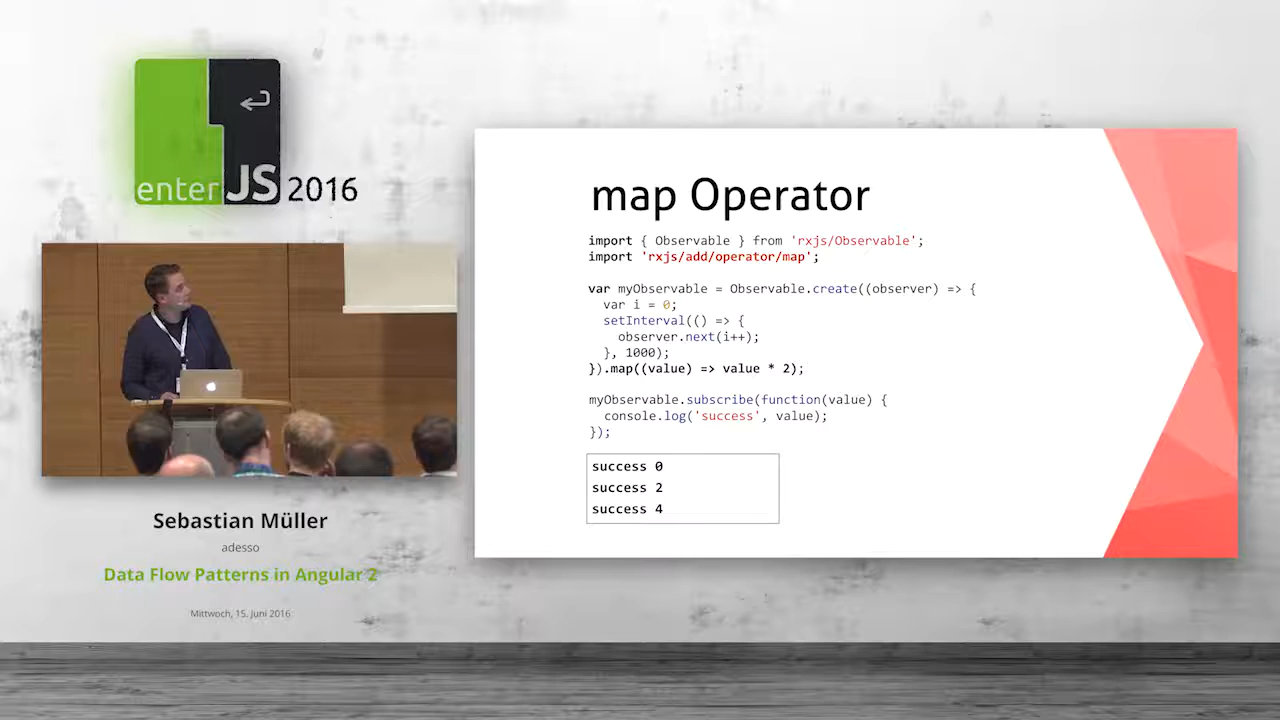 enterJS 2016
Sebastian Müller
adesso
Data Flow Patterns in Angular 2
Mittwoch, 15. Juni 2016
map Operator
import { Observable } from 'rxjs/Observable';
import 'rxjs/add/operator/map';
var myObservable = Observable.create((observer) => {
  var i = 0;
  setInterval(() => {
    observer.next(i++);
  }, 1000);
}).map((value) => value * 2);
myObservable.subscribe(function(value) {
  console.log('success', value);
});
success 0
success 2
success 4